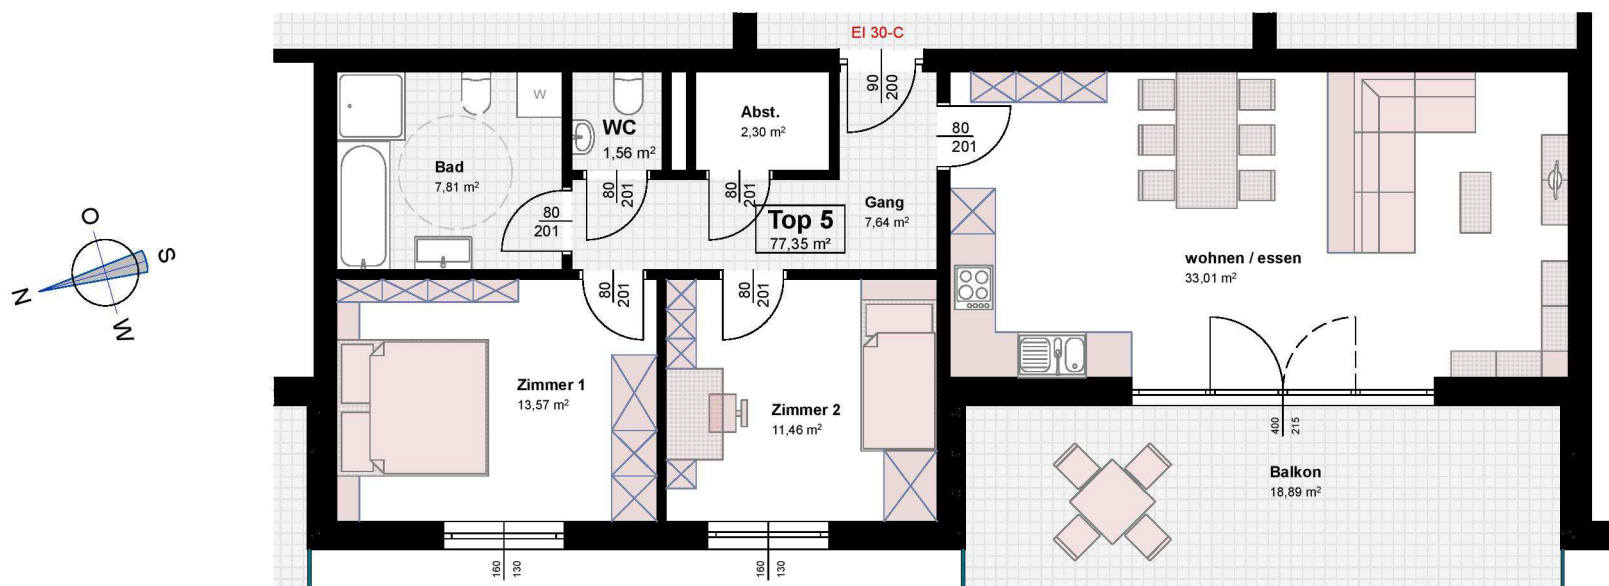 EI 30-C
90
200
W
WC
1,56 m²
Abst.
2,30 m²
80
201
Bad
7,81 m²
80
201
80
201
80
201
Gang
7,64 m²
Top 5
77,35 m²
wohnen / essen
33,01 m²
O
S
N
W
80
201
80
201
Zimmer 1
13,57 m²
Zimmer 2
11,46 m²
400
215
Balkon
18,89 m²
160
130
160
130